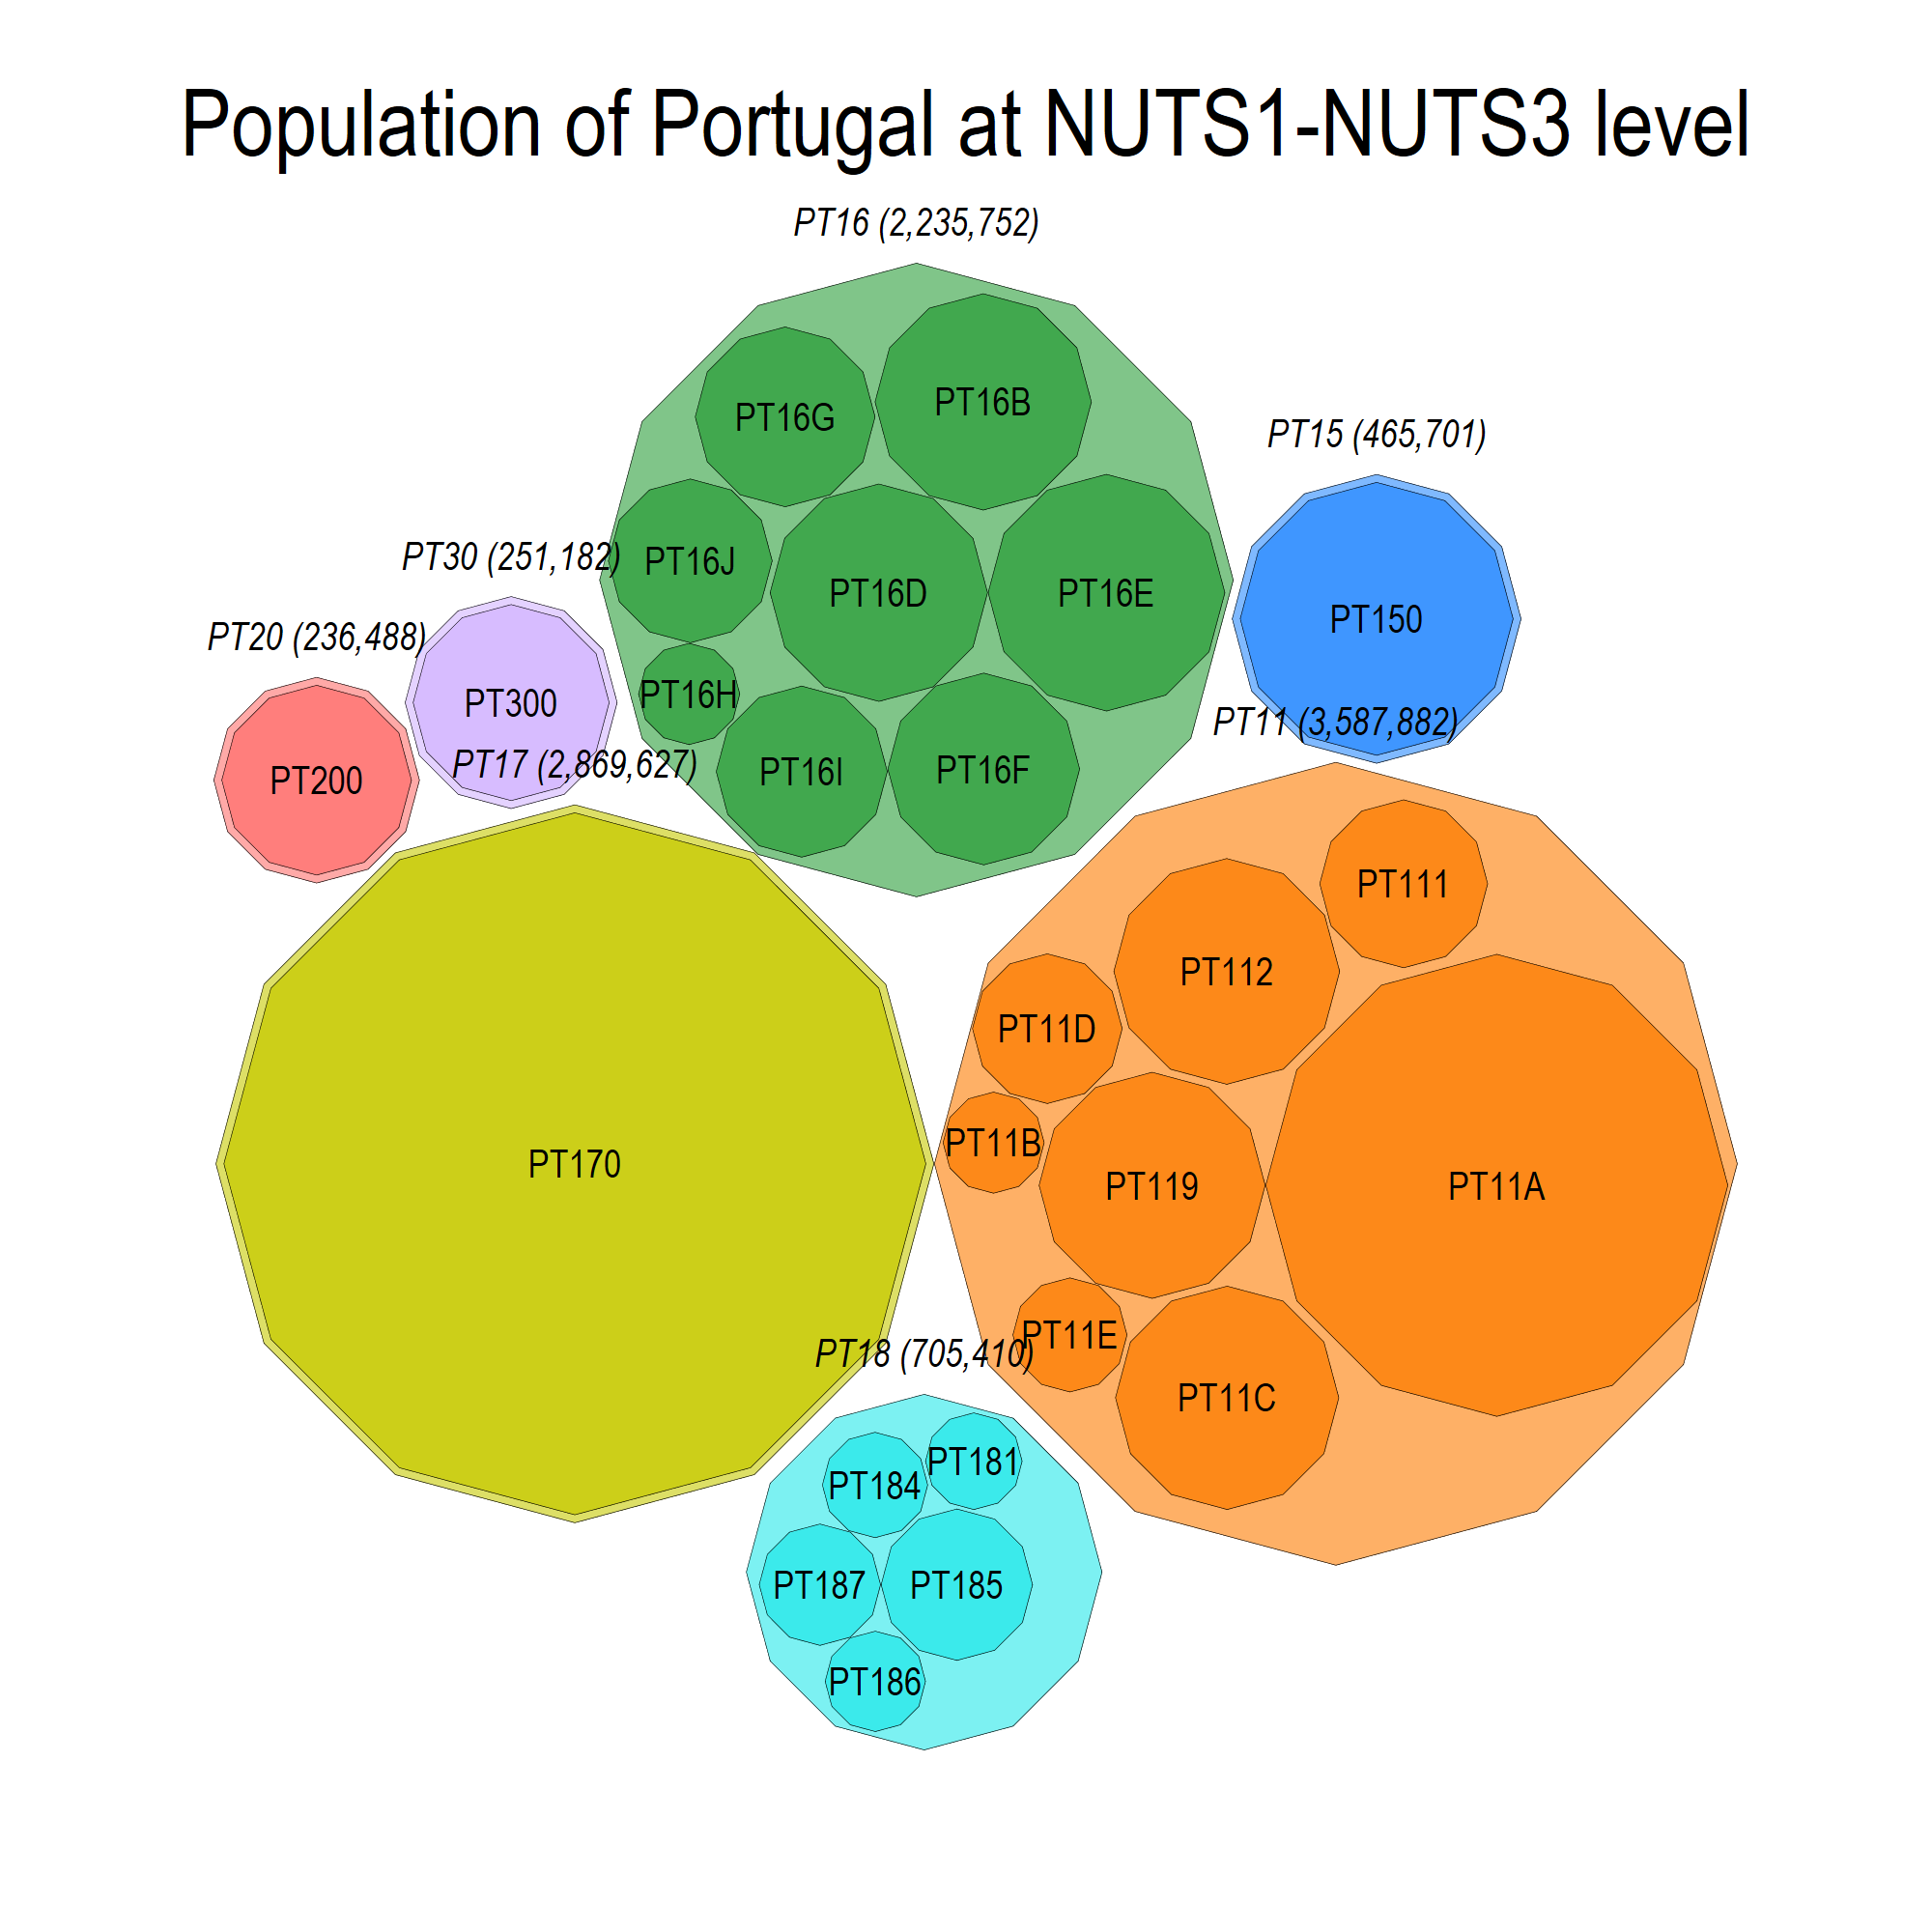 Population of Portugal at NUTS1-NUTS3 level
PT16 (2,235,752)
PT16G
PT16B
PT15 (465,701)
PT30 (251,182)
PT16J
PT16D
PT16E
PT150
PT20 (236,488)
PT300
PT16H
PT11 (3,587,882)
PT17 (2,869,627)
PT200
PT16I
PT16F
PT111
PT112
PT11D
PT11B
PT170
PT119
PT11A
PT11E
PT18 (705,410)
PT11C
PT184
PT181
PT187
PT185
PT186